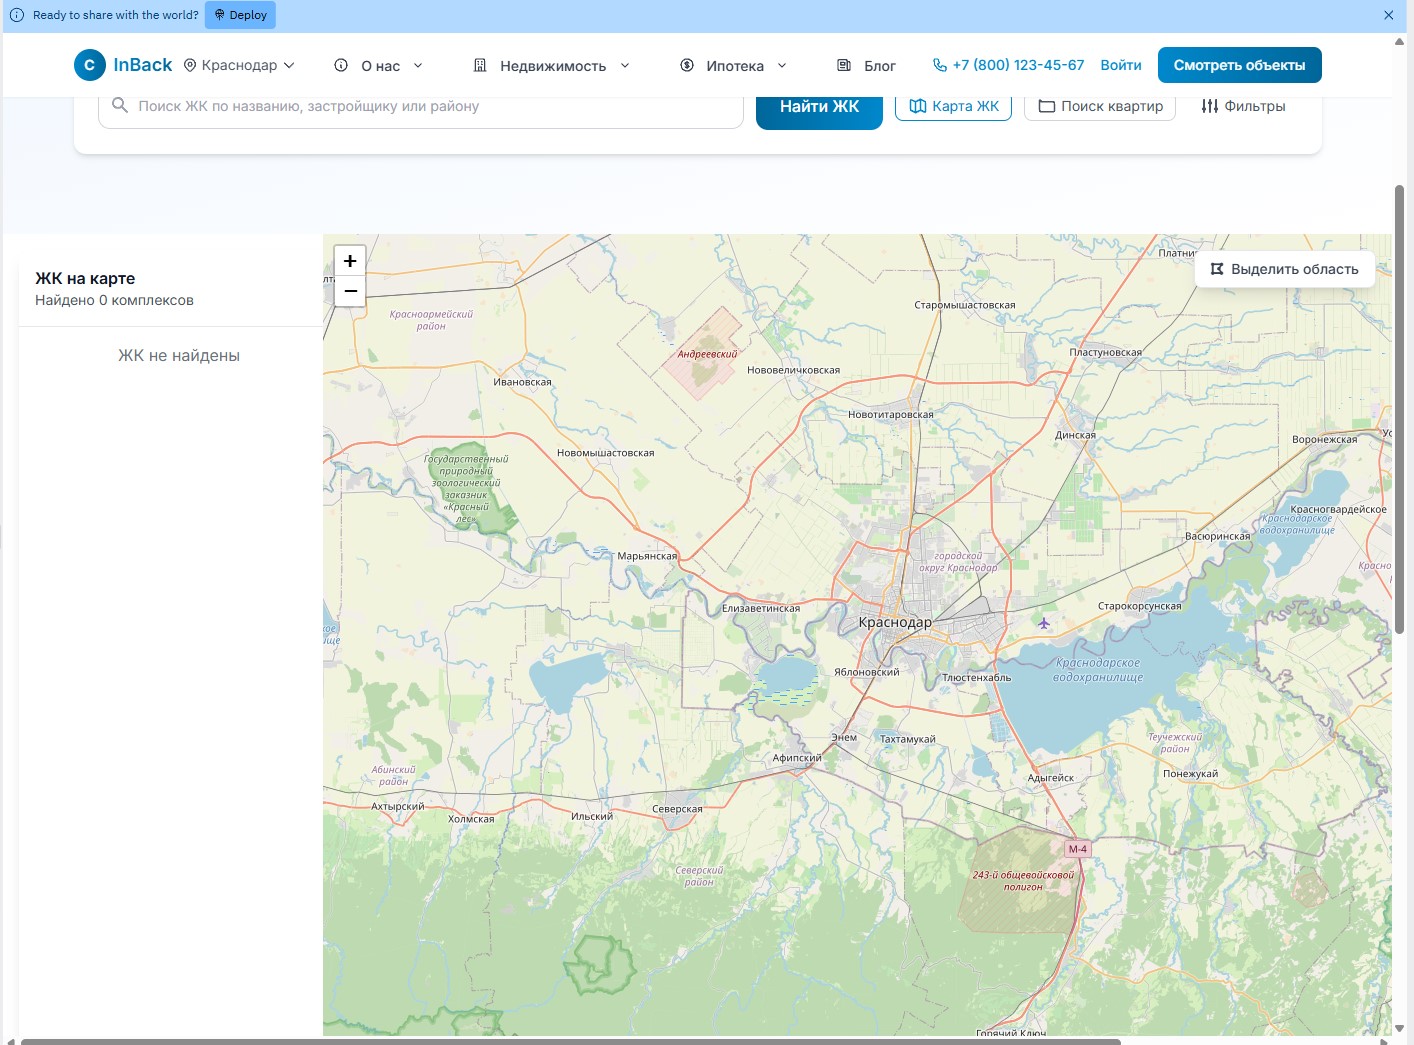 Ready to share with the world?
Deploy
C
InBack
Краснодар
О нас
Недвижимость
Ипотека
Блог
+7 (800) 123-45-67
Войти
Смотреть объекты
Поиск ЖК по названию, застройщику или району
Найти ЖК
Карта ЖК
Поиск квартир
Фильтры
ЖК на карте
Найдено 0 комплексов
ЖК не найдены
+
−
Выделить область
Старомышастовская
Красноармейский
район
Андреевский
Пластуновская
Нововеличковская
Ивановская
Новотитаровская
Динская
Воронежская
Новомышастовская
Государственный
природный
зоологический
заказник
«Красный
лес»
Красногвардейское
Краснодарское
водохранилище
Васюринская
Марьянская
городской
округ Краснодар
Елизаветинская
Старокорсунская
Краснодар
Краснодарское
водохранилище
Яблоновский
Тлюстенхабль
Энем
Тахтамукай
Теучежский
район
Афипский
Абинский
район
Адыгейск
Понежукай
Ахтырский
Холмская
Ильский
Северская
М-4
Северский
район
243-й общевойсковой
полигон
Горячий Ключ